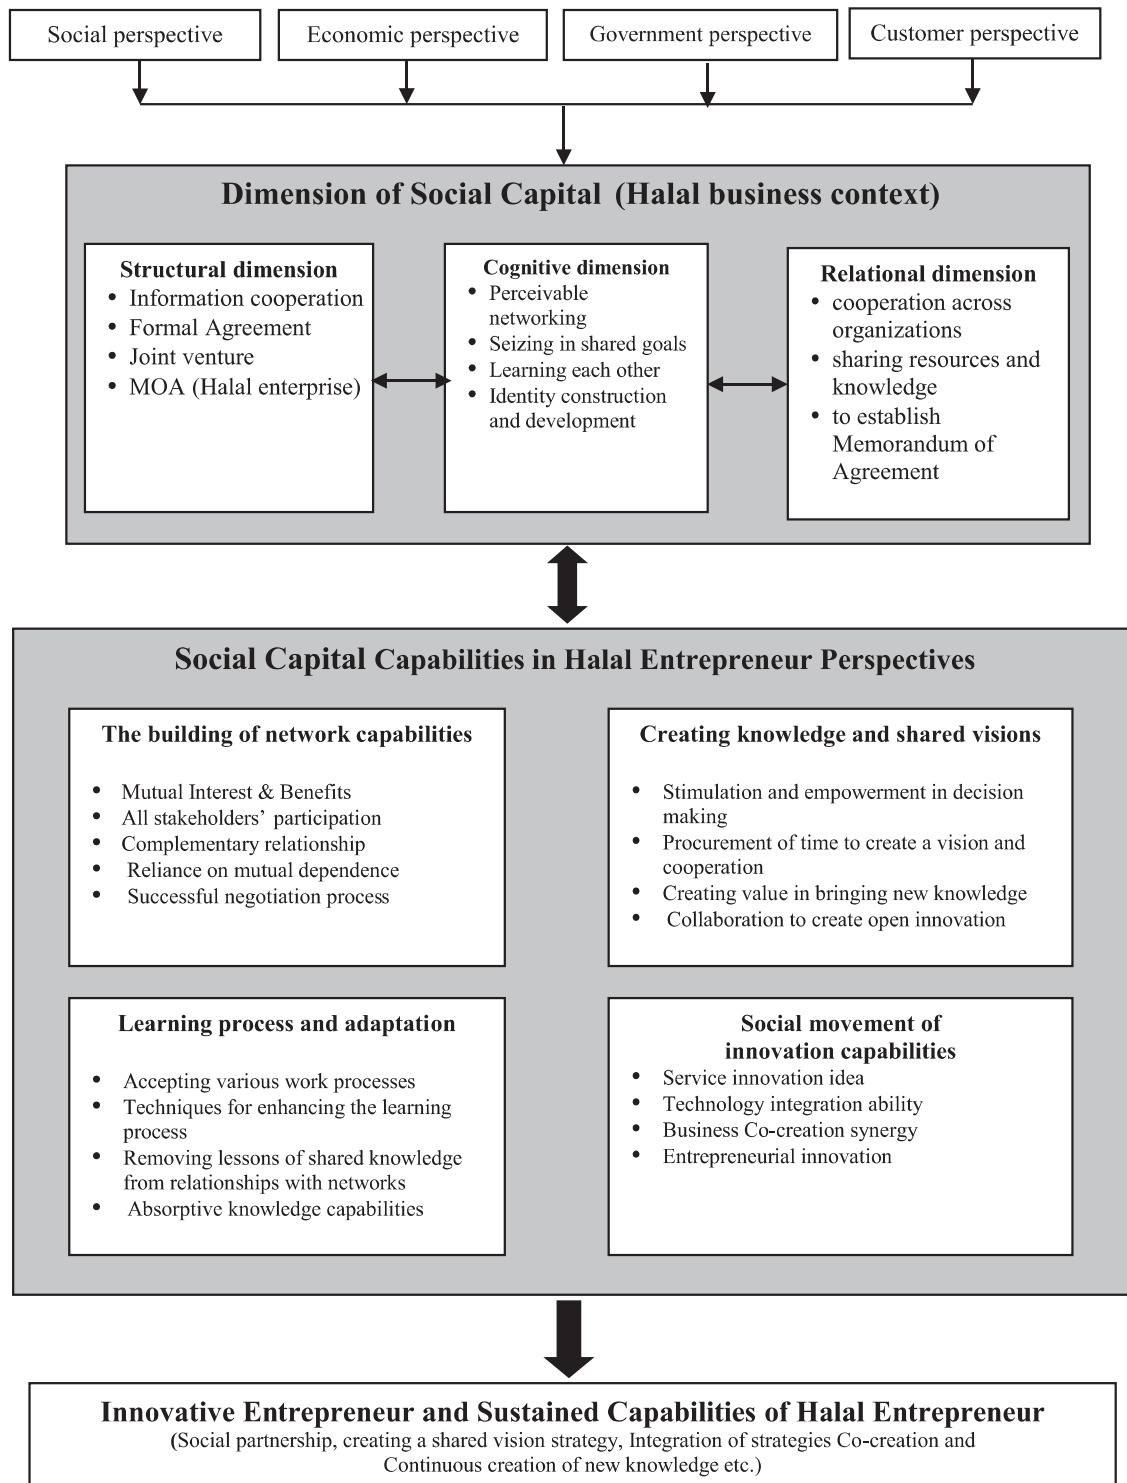 Social perspective
Economic perspective
Government perspective
Customer perspective
Dimension of Social Capital (Halal business context)
Structural dimension
• Information cooperation
• Formal Agreement
• Joint venture
• MOA (Halal enterprise)
Cognitive dimension
• Perceivable
networking
• Seizing in shared goals
• Learning each other
• Identity construction
and development
Relational dimension
• cooperation across
organizations
• sharing resources and
knowledge
• to establish
Memorandum of
Agreement
Social Capital Capabilities in Halal Entrepreneur Perspectives
The building of network capabilities
• Mutual Interest & Benefits
• All stakeholders’ participation
• Complementary relationship
• Reliance on mutual dependence
• Successful negotiation process
Creating knowledge and shared visions
• Stimulation and empowerment in decision
making
• Procurement of time to create a vision and
cooperation
• Creating value in bringing new knowledge
• Collaboration to create open innovation
Learning process and adaptation
• Accepting various work processes
• Techniques for enhancing the learning
process
• Removing lessons of shared knowledge
from relationships with networks
• Absorptive knowledge capabilities
Social movement of
innovation capabilities
• Service innovation idea
• Technology integration ability
• Business Co-creation synergy
• Entrepreneurial innovation
Innovative Entrepreneur and Sustained Capabilities of Halal Entrepreneur
(Social partnership, creating a shared vision strategy, Integration of strategies Co-creation and
Continuous creation of new knowledge etc.)